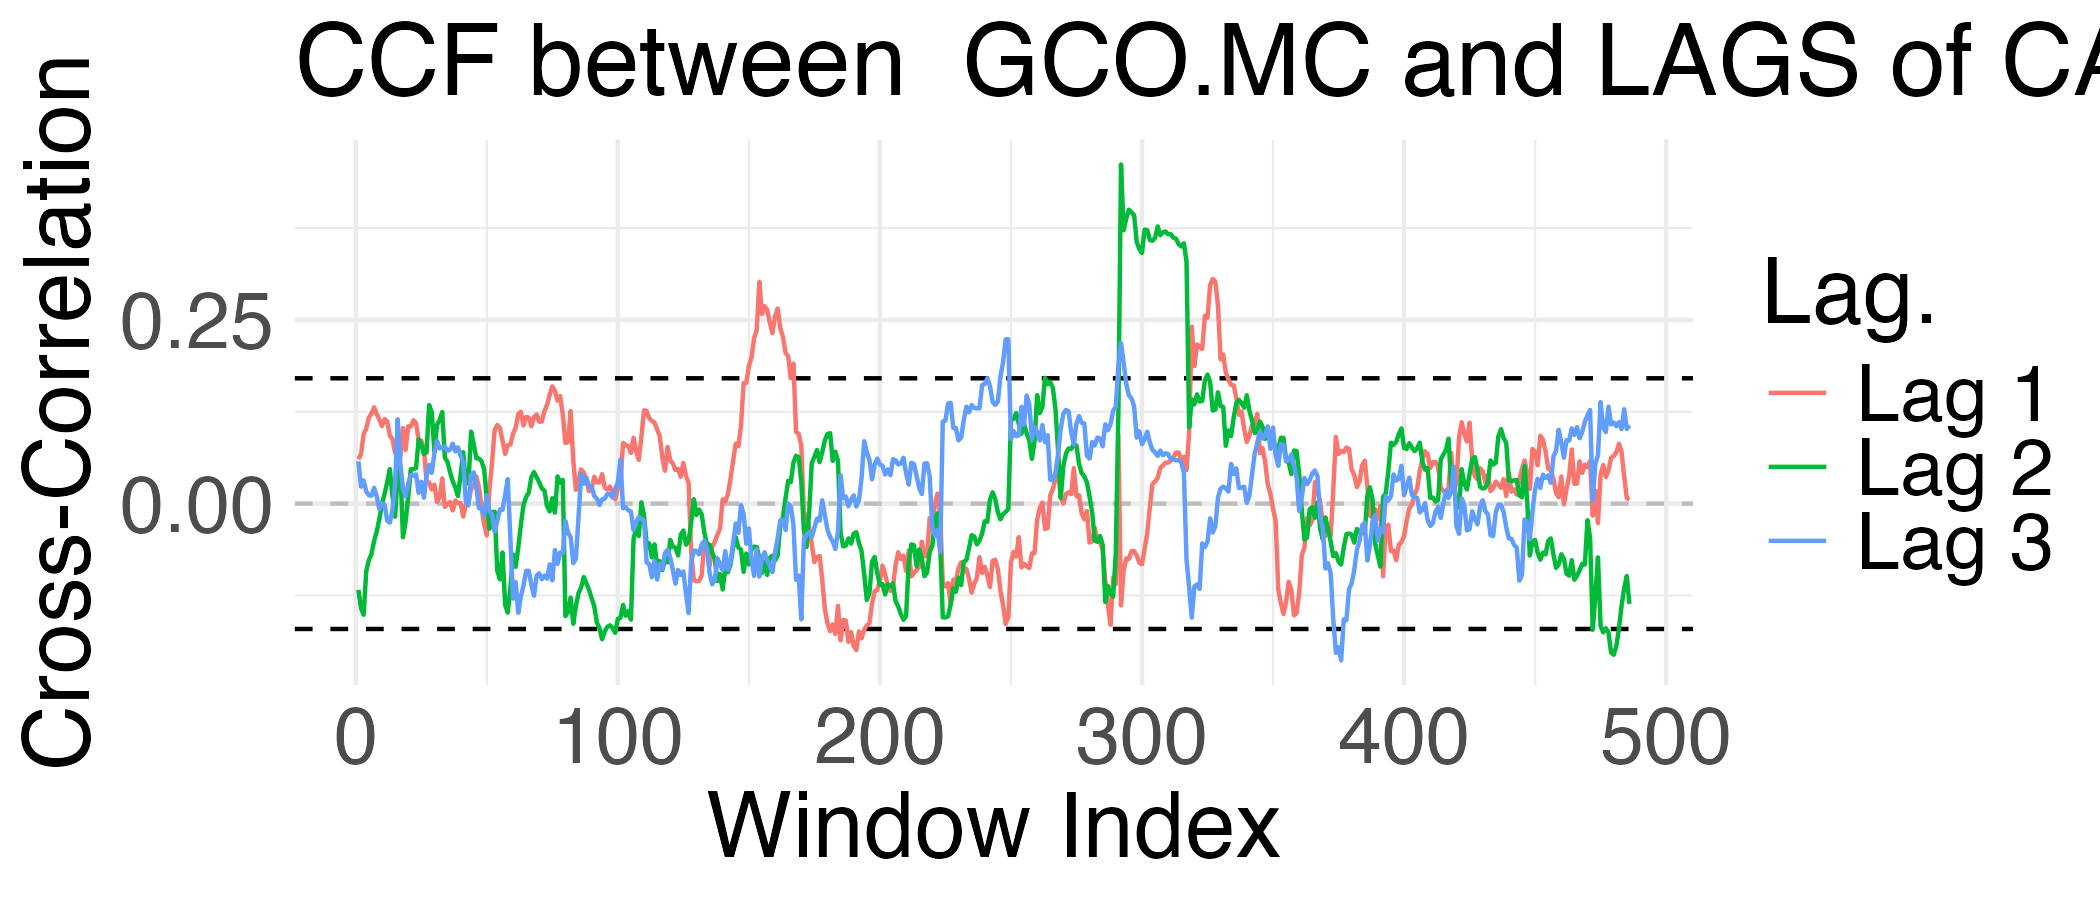 CCF between GCO.MC and LAGS of CA
Cross-Correlation
0.25
0.00
0 100 200 300 400 500
Window Index
Lag.
Lag 1
Lag 2
Lag 3